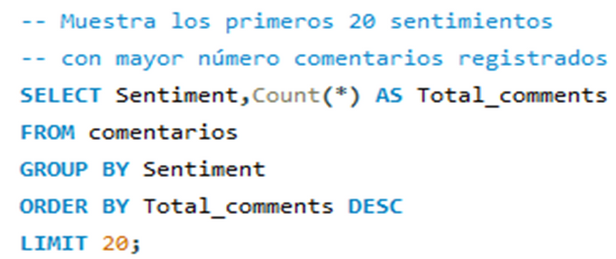 -- Muestra los primeros 20 sentimientos
-- con mayor número comentarios registrados
SELECT Sentiment,Count(*) AS Total_comments
FROM comentarios
GROUP BY Sentiment
ORDER BY Total_comments DESC
LIMIT 20;